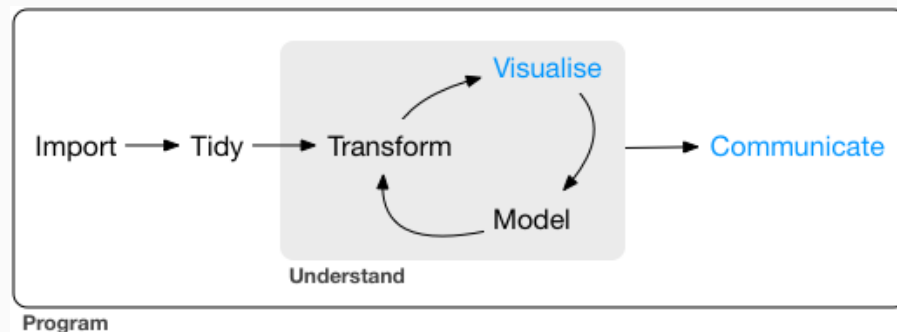 Visualise
Import
Tidy
Transform
Communicate
Model
Understand
Program